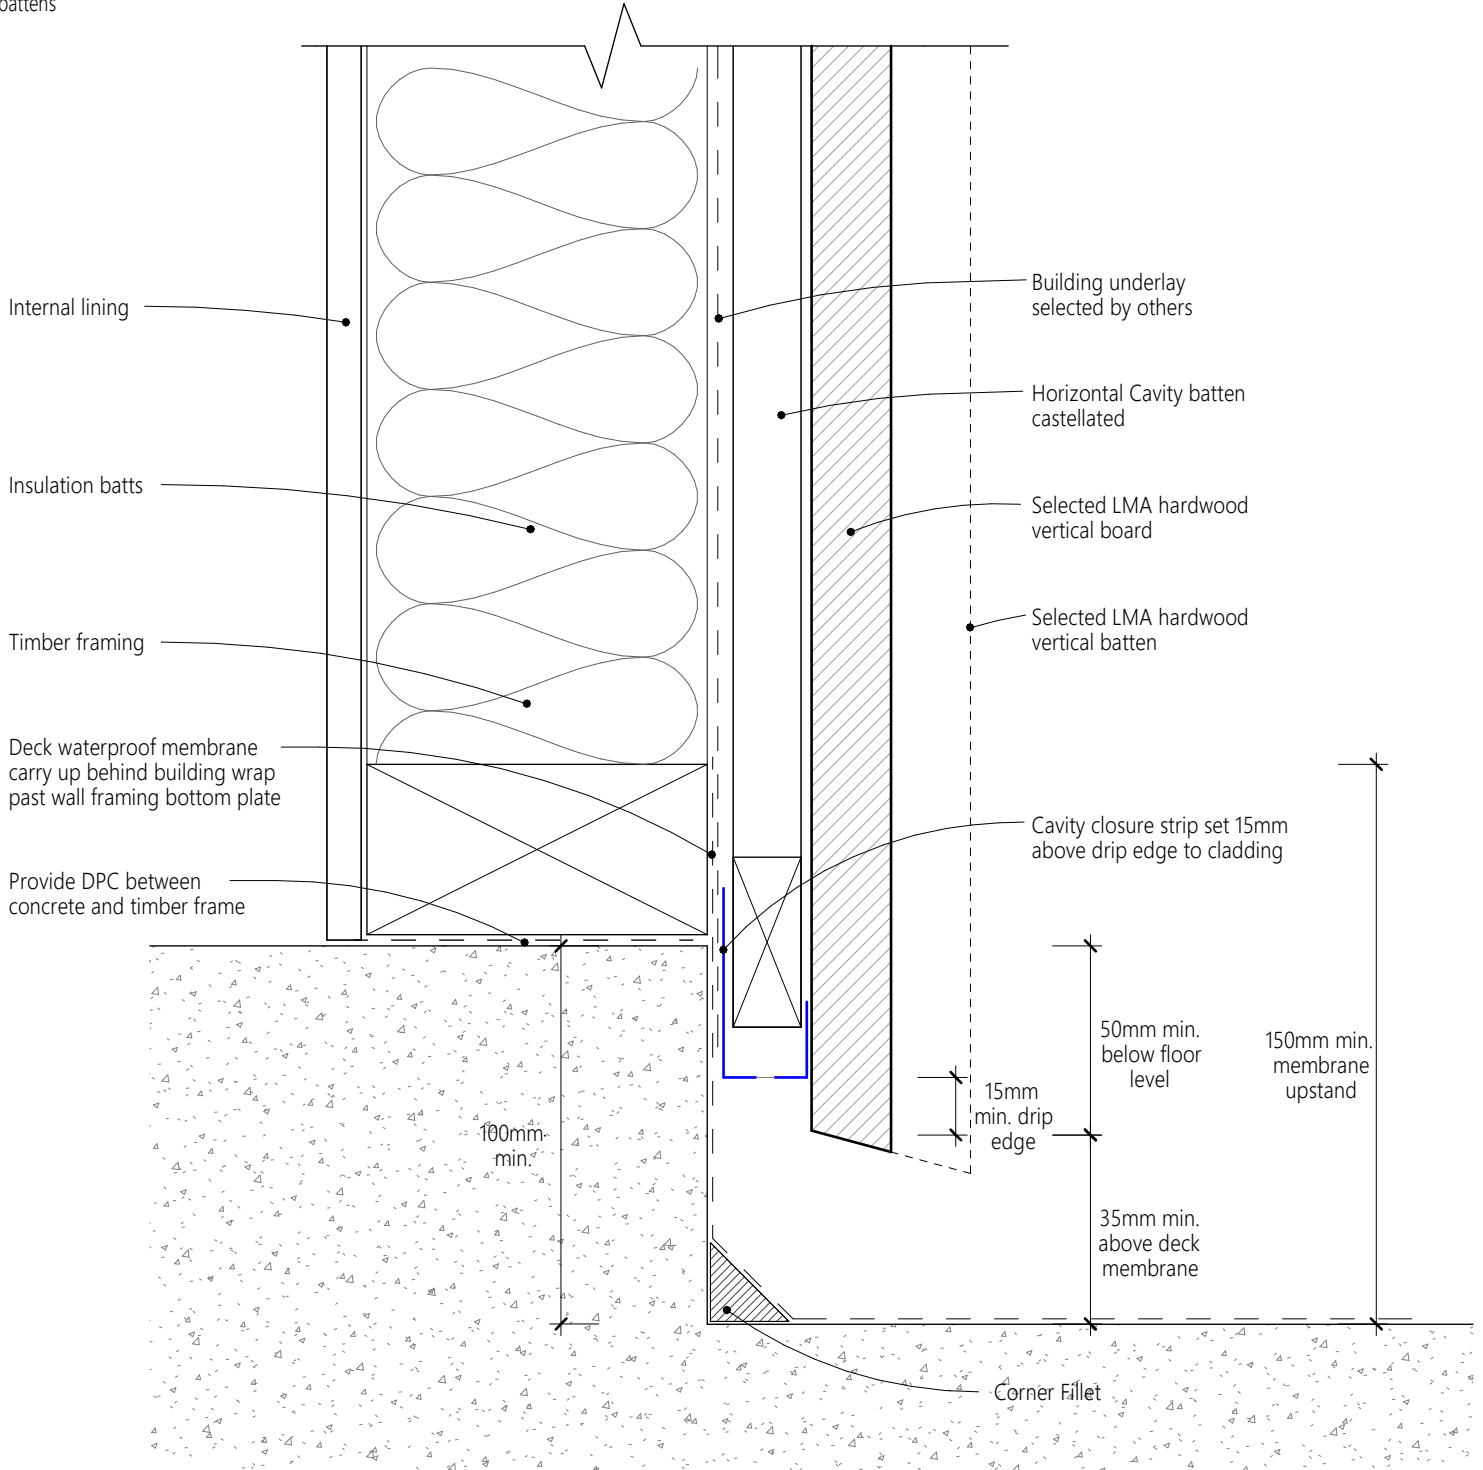 battens
Internal lining
Insulation batts
Timber framing
Deck waterproof membrane
carry up behind building wrap
past wall framing bottom plate
Provide DPC between
concrete and timber frame
Building underlay
selected by others
Horizontal Cavity batten
castellated
Selected LMA hardwood
vertical board
Selected LMA hardwood
vertical batten
Cavity closure strip set 15mm
above drip edge to cladding
50mm min.
below floor
level
150mm min.
membrane
upstand
15mm
min. drip
edge
100mm
min.
35mm min.
above deck
membrane
Corner Fillet